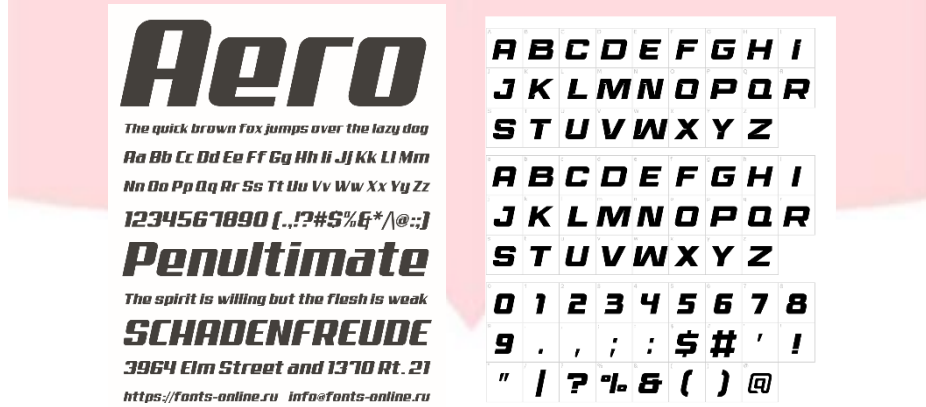 Aero
The quick brown fox jumps over the lazy dog
Aa Bb Cc Dd Ee Ff Gg Hh Ii Jj Kk Ll Mm
Nn Oo Pp Qq Rr Ss Tt Uu Vv Ww Xx Yy Zz
1234567890 (.,!?#$%&*/\@:;)
Penultimate
The spirit is willing but the flesh is weak
SCHADENFREUDE
3964 Elm Street and 1370 Rt. 21
https://fonts-online.ru info@fonts-online.ru
A B C D E F G H I
J K L M N O P Q R
S T U V W X Y Z
A B C D E F G H I
J K L M N O P Q R
S T U V W X Y Z
0 1 2 3 4 5 6 7 8
9 . , ; : $ # ' !
" | ? % & ( ) @